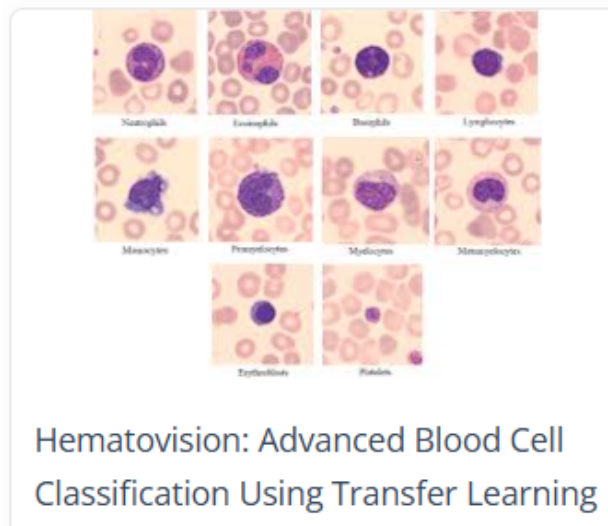 Neutrophils Eosinophils Basophils Lymphocytes
Monocytes Promyelocytes Myelocytes Metamyelocytes
Erythroblasts Platelets
Hematovision: Advanced Blood Cell
Classification Using Transfer Learning